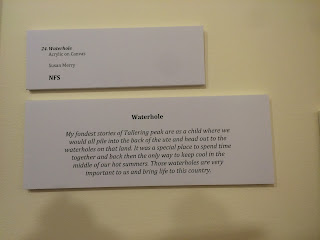 24 Waterhole
Acrylic on Canvas
Susan Merry
NFS
Waterhole
My fondest stories of Tallering peak are as a child where we
would all pile into the back of the ute and head out to the
waterholes on that land. It was a special place to spend time
together and back then the only way to keep cool in the
middle of our hot summers. Those waterholes are very
important to us and bring life to this country.